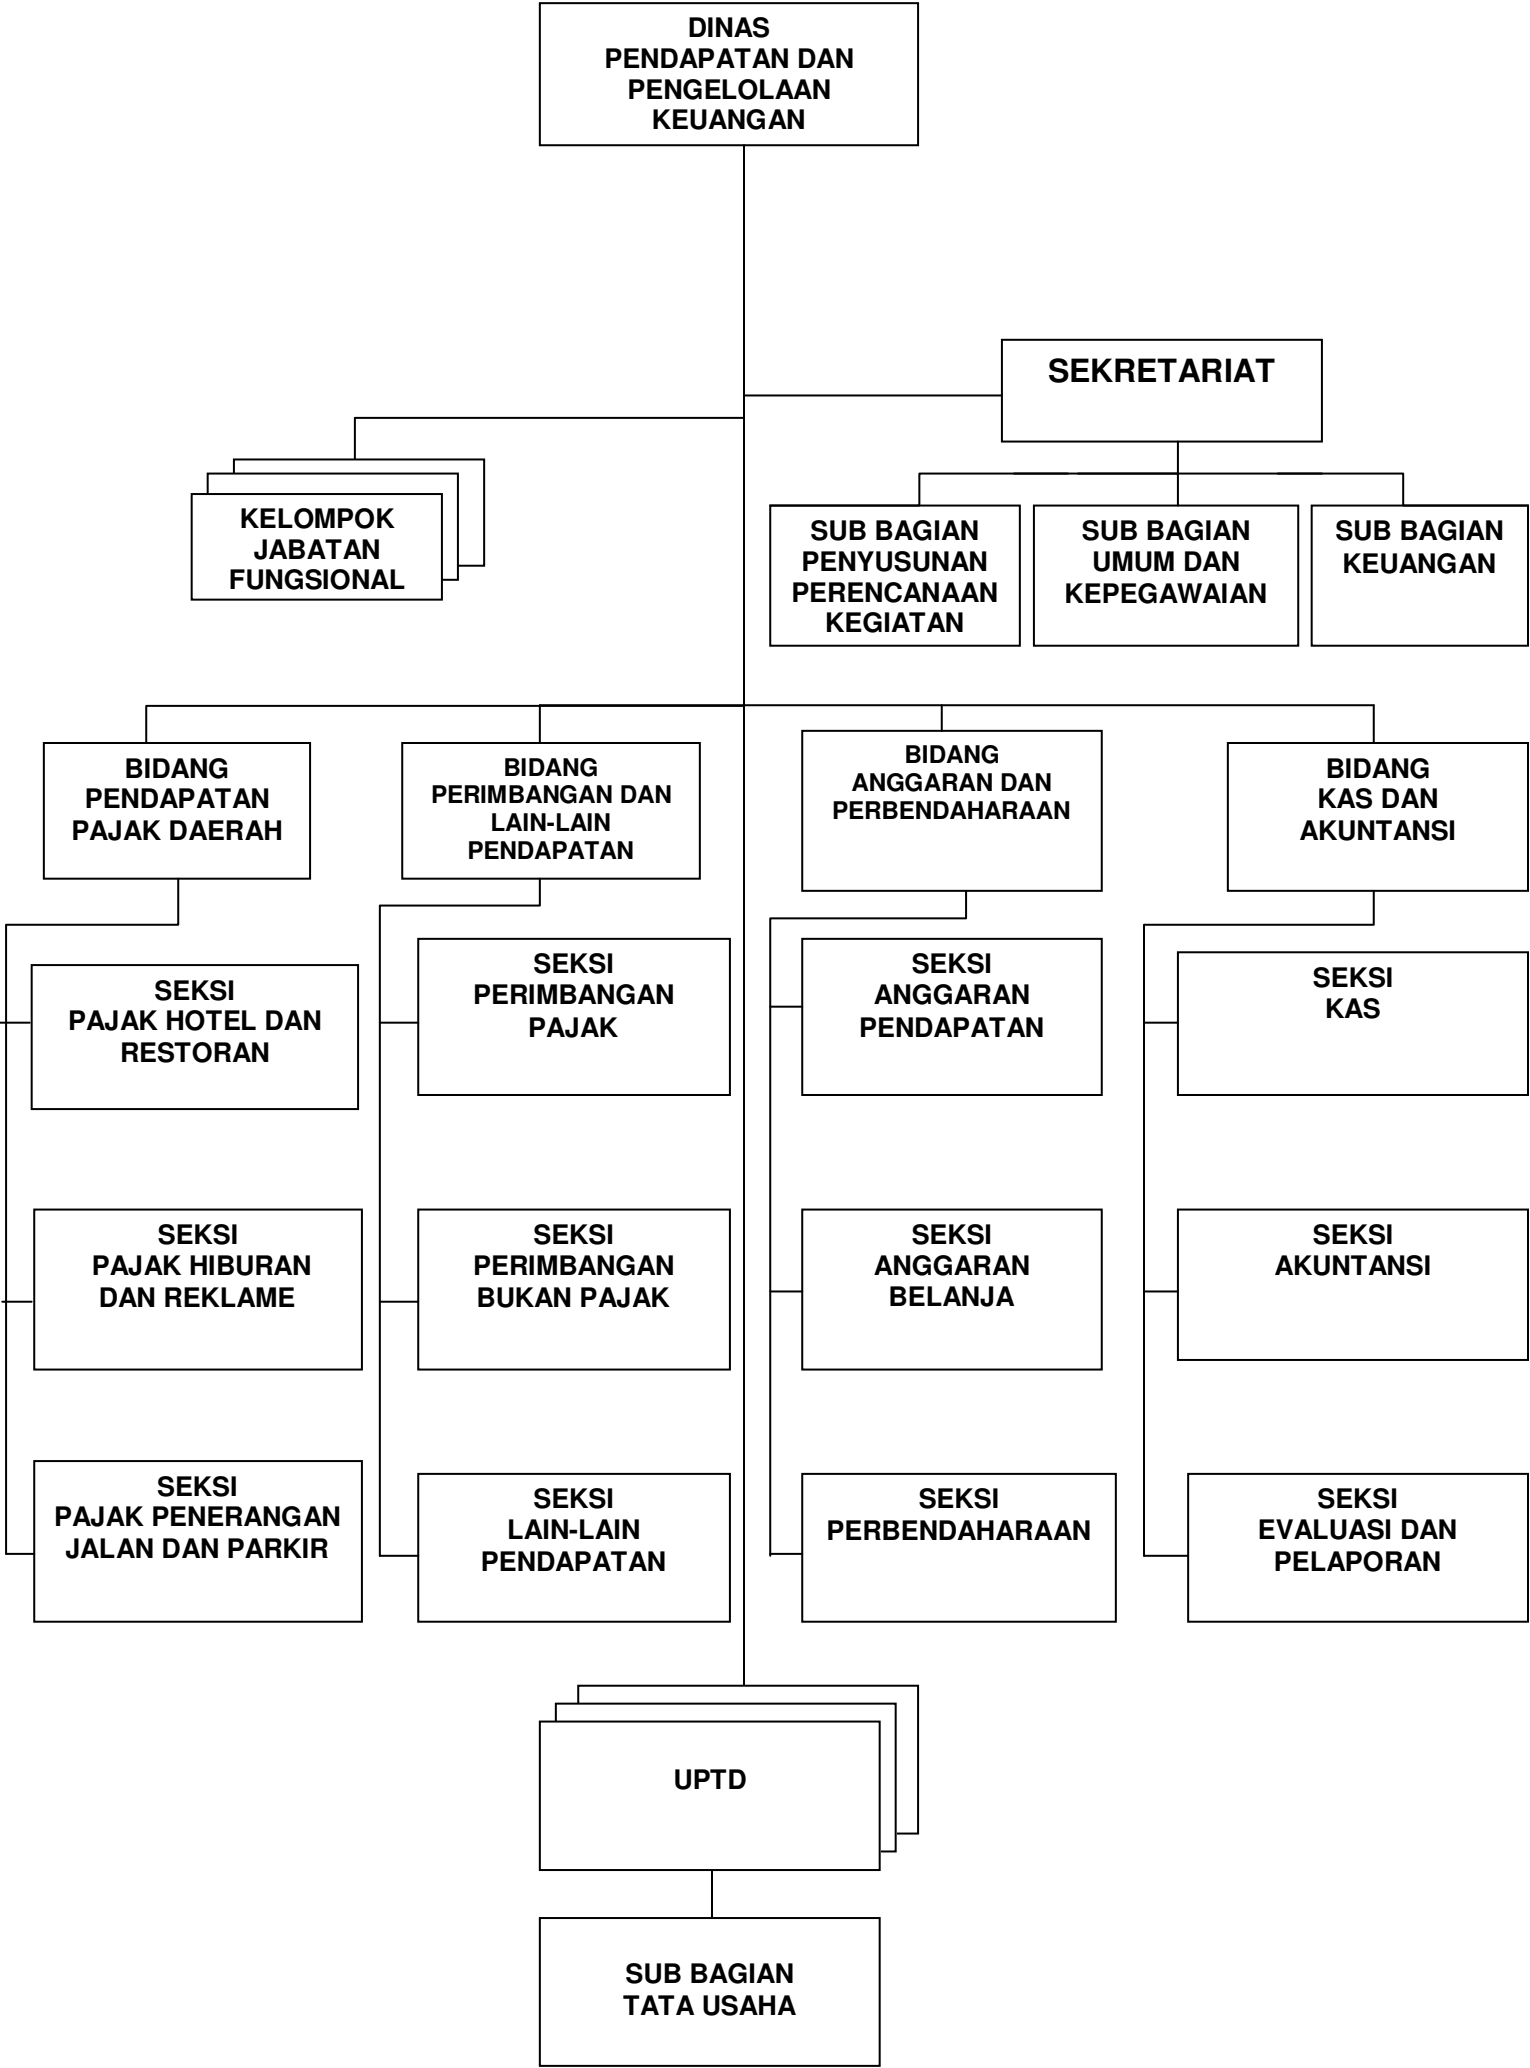 DINAS
PENDAPATAN DAN
PENGELOLAAN
KEUANGAN
SEKRETARIAT
KELOMPOK
JABATAN
FUNGSIONAL
SUB BAGIAN
PENYUSUNAN
PERENCANAAN
KEGIATAN
SUB BAGIAN
UMUM DAN
KEPEGAWAIAN
SUB BAGIAN
KEUANGAN
BIDANG
PENDAPATAN
PAJAK DAERAH
BIDANG
PERIMBANGAN DAN
LAIN-LAIN
PENDAPATAN
BIDANG
ANGGARAN DAN
PERBENDAHARAAN
BIDANG
KAS DAN
AKUNTANSI
SEKSI
PAJAK HOTEL DAN
RESTORAN
SEKSI
PERIMBANGAN
PAJAK
SEKSI
ANGGARAN
PENDAPATAN
SEKSI
KAS
SEKSI
PAJAK HIBURAN
DAN REKLAME
SEKSI
PERIMBANGAN
BUKAN PAJAK
SEKSI
ANGGARAN
BELANJA
SEKSI
AKUNTANSI
SEKSI
PAJAK PENERANGAN
JALAN DAN PARKIR
SEKSI
LAIN-LAIN
PENDAPATAN
SEKSI
PERBENDAHARAAN
SEKSI
EVALUASI DAN
PELAPORAN
UPTD
SUB BAGIAN
TATA USAHA